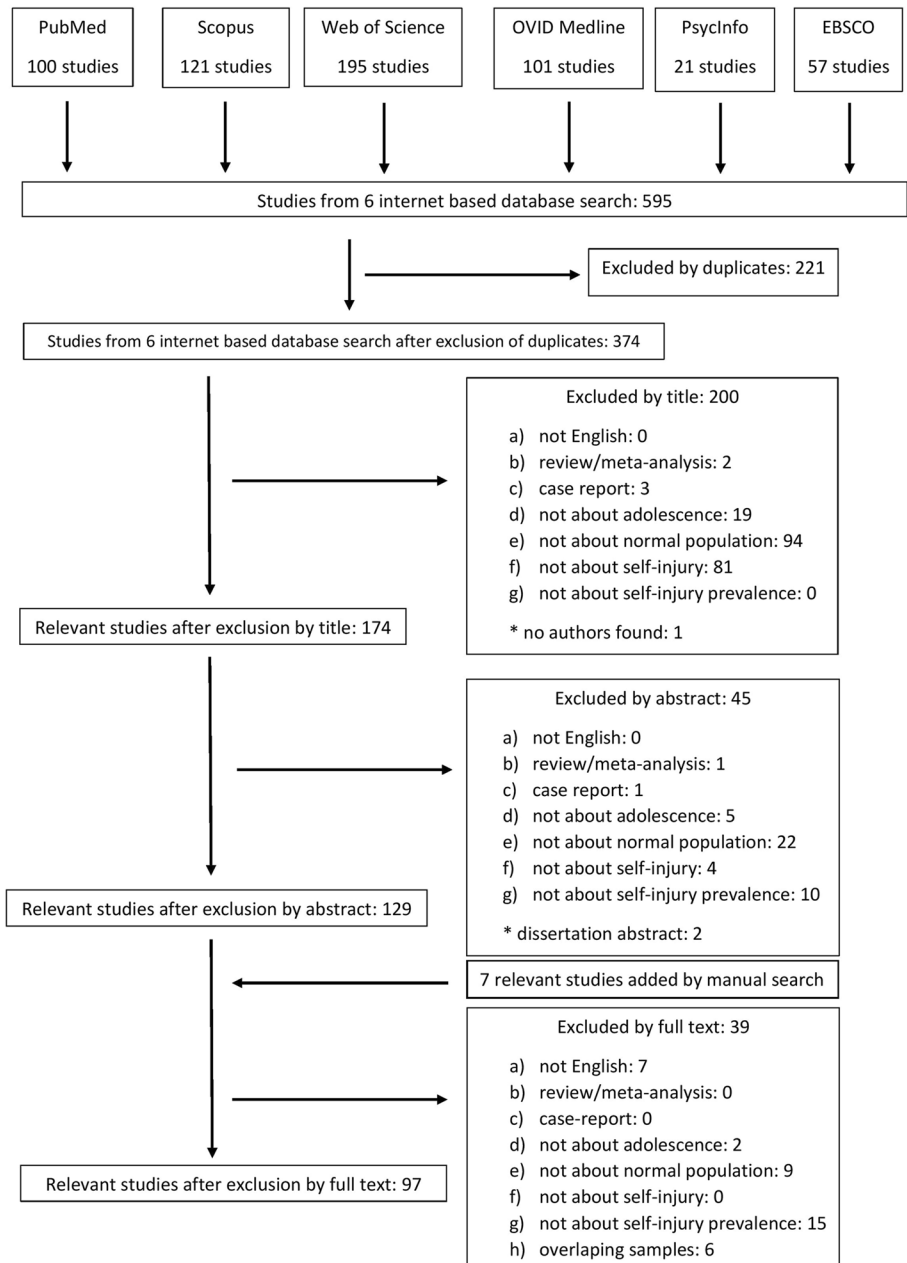 PubMed
100 studies
Scopus
121 studies
Web of Science
195 studies
OVID Medline
101 studies
PsycInfo
21 studies
EBSCO
57 studies
Studies from 6 internet based database search: 595
Excluded by duplicates: 221
Studies from 6 internet based database search after exclusion of duplicates: 374
Excluded by title: 200
a) not English: 0
b) review/meta-analysis: 2
c) case report: 3
d) not about adolescence: 19
e) not about normal population: 94
f) not about self-injury: 81
g) not about self-injury prevalence: 0
* no authors found: 1
Relevant studies after exclusion by title: 174
Excluded by abstract: 45
a) not English: 0
b) review/meta-analysis: 1
c) case report: 1
d) not about adolescence: 5
e) not about normal population: 22
f) not about self-injury: 4
g) not about self-injury prevalence: 10
* dissertation abstract: 2
Relevant studies after exclusion by abstract: 129
7 relevant studies added by manual search
Excluded by full text: 39
a) not English: 7
b) review/meta-analysis: 0
c) case-report: 0
d) not about adolescence: 2
e) not about normal population: 9
f) not about self-injury: 0
g) not about self-injury prevalence: 15
h) overlaping samples: 6
Relevant studies after exclusion by full text: 97